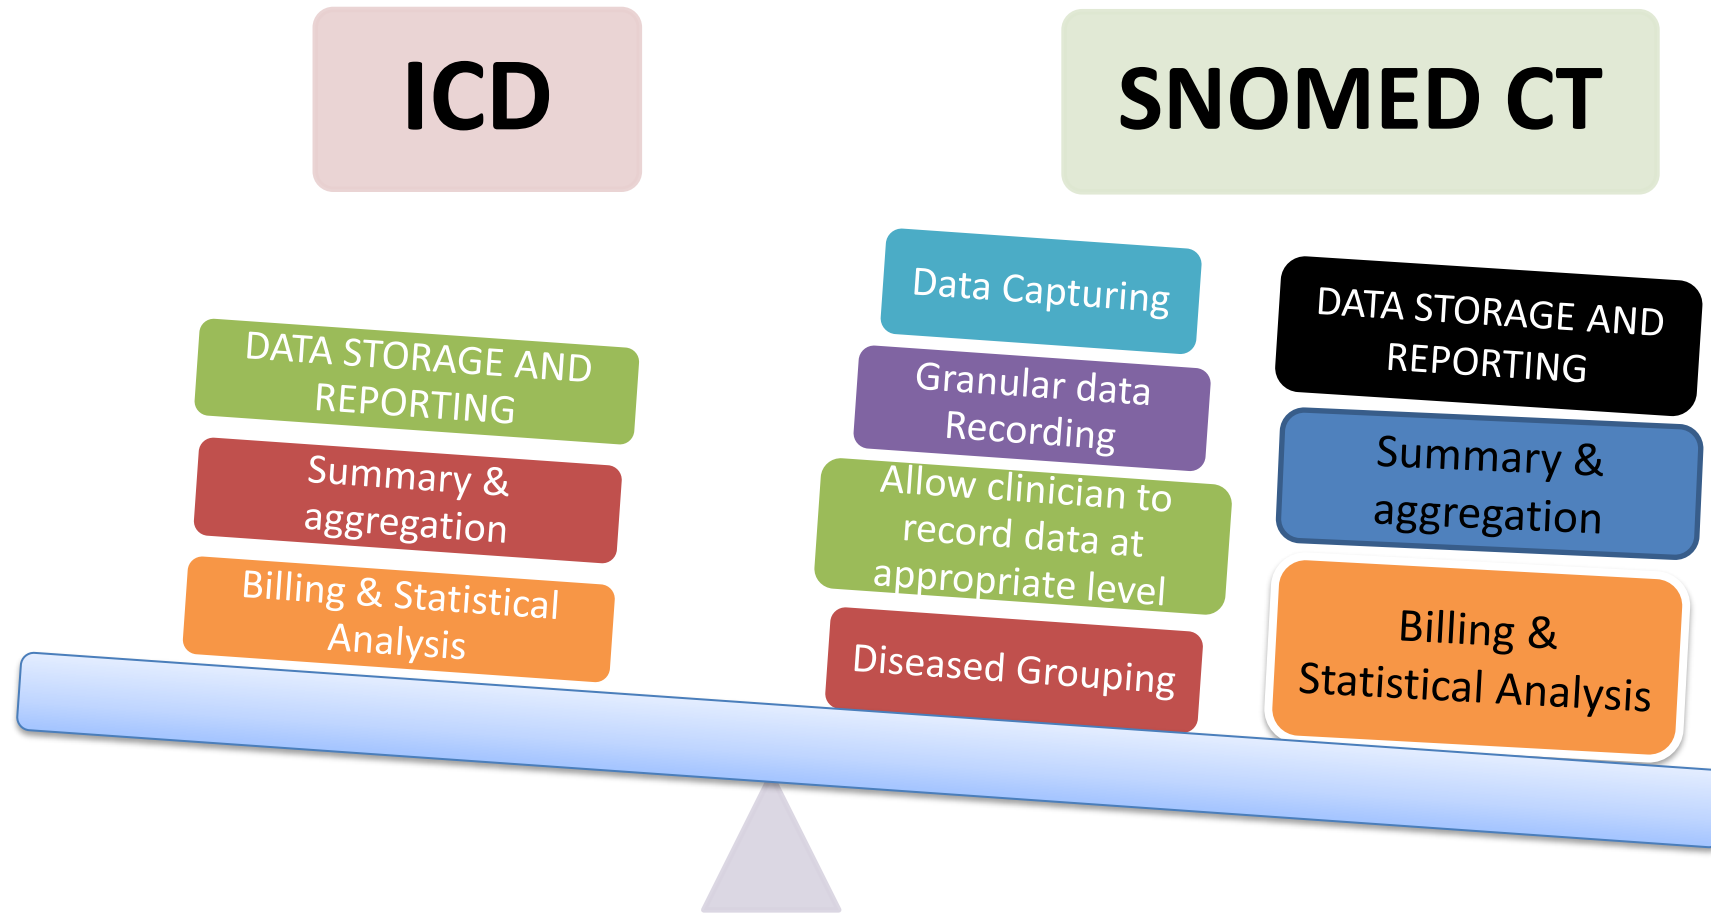 ICD
SNOMED CT
DATA STORAGE AND
REPORTING
Summary &
aggregation
Billing & Statistical
Analysis
Data Capturing
Granular data
Recording
Allow clinician to
record data at
appropriate level
Diseased Grouping
DATA STORAGE AND
REPORTING
Summary &
aggregation
Billing &
Statistical Analysis